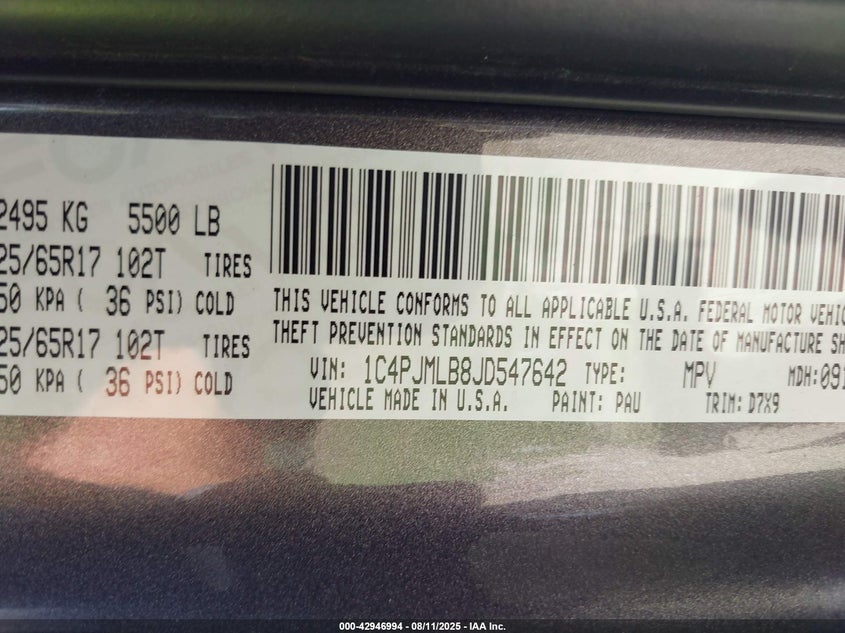 2495 KG 5500 LB
25/65R17 102T TIRES
50 KPA ( 36 PSI) COLD
25/65R17 102T TIRES
50 KPA ( 36 PSI) COLD
THIS VEHICLE CONFORMS TO ALL APPLICABLE U.S.A. FEDERAL MOTOR VEHIC
THEFT PREVENTION STANDARDS IN EFFECT ON THE DATE OF MANUFACTURE SH
VIN: 1C4PJMLB8JD547642 TYPE: MPV MDH:091
VEHICLE MADE IN U.S.A. PAINT: PAU TRIM: D7X9
000-42946994 - 08/11/2025 - IAA Inc.